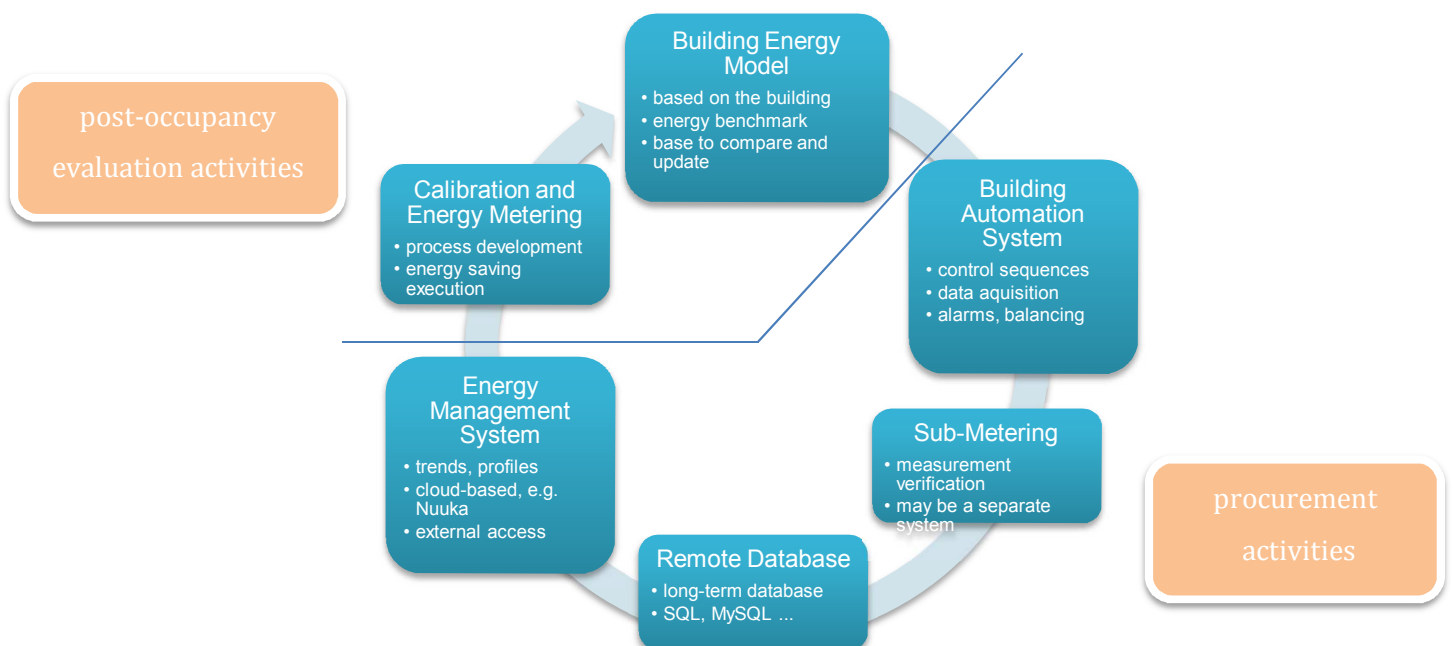 post-occupancy
evaluation activities
Building Energy
Model
• based on the building
• energy benchmark
• base to compare and
update
Building
Automation
System
• control sequences
• data aquisition
• alarms, balancing
Sub-Metering
• measurement
verification
• may be a separate
system
procurement
activities
Remote Database
• long-term database
• SQL, MySQL ...
Energy
Management
System
• trends, profiles
• cloud-based, e.g.
Nuuka
• external access
Calibration and
Energy Metering
• process development
• energy saving
execution